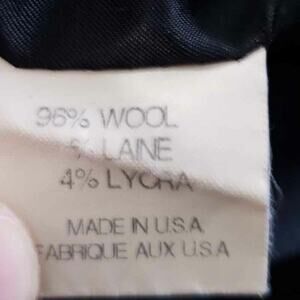 96% WOOL
% LAINE
4% LYCRA
MADE IN U.S.A.
FABRIQUE AUX U.S.A